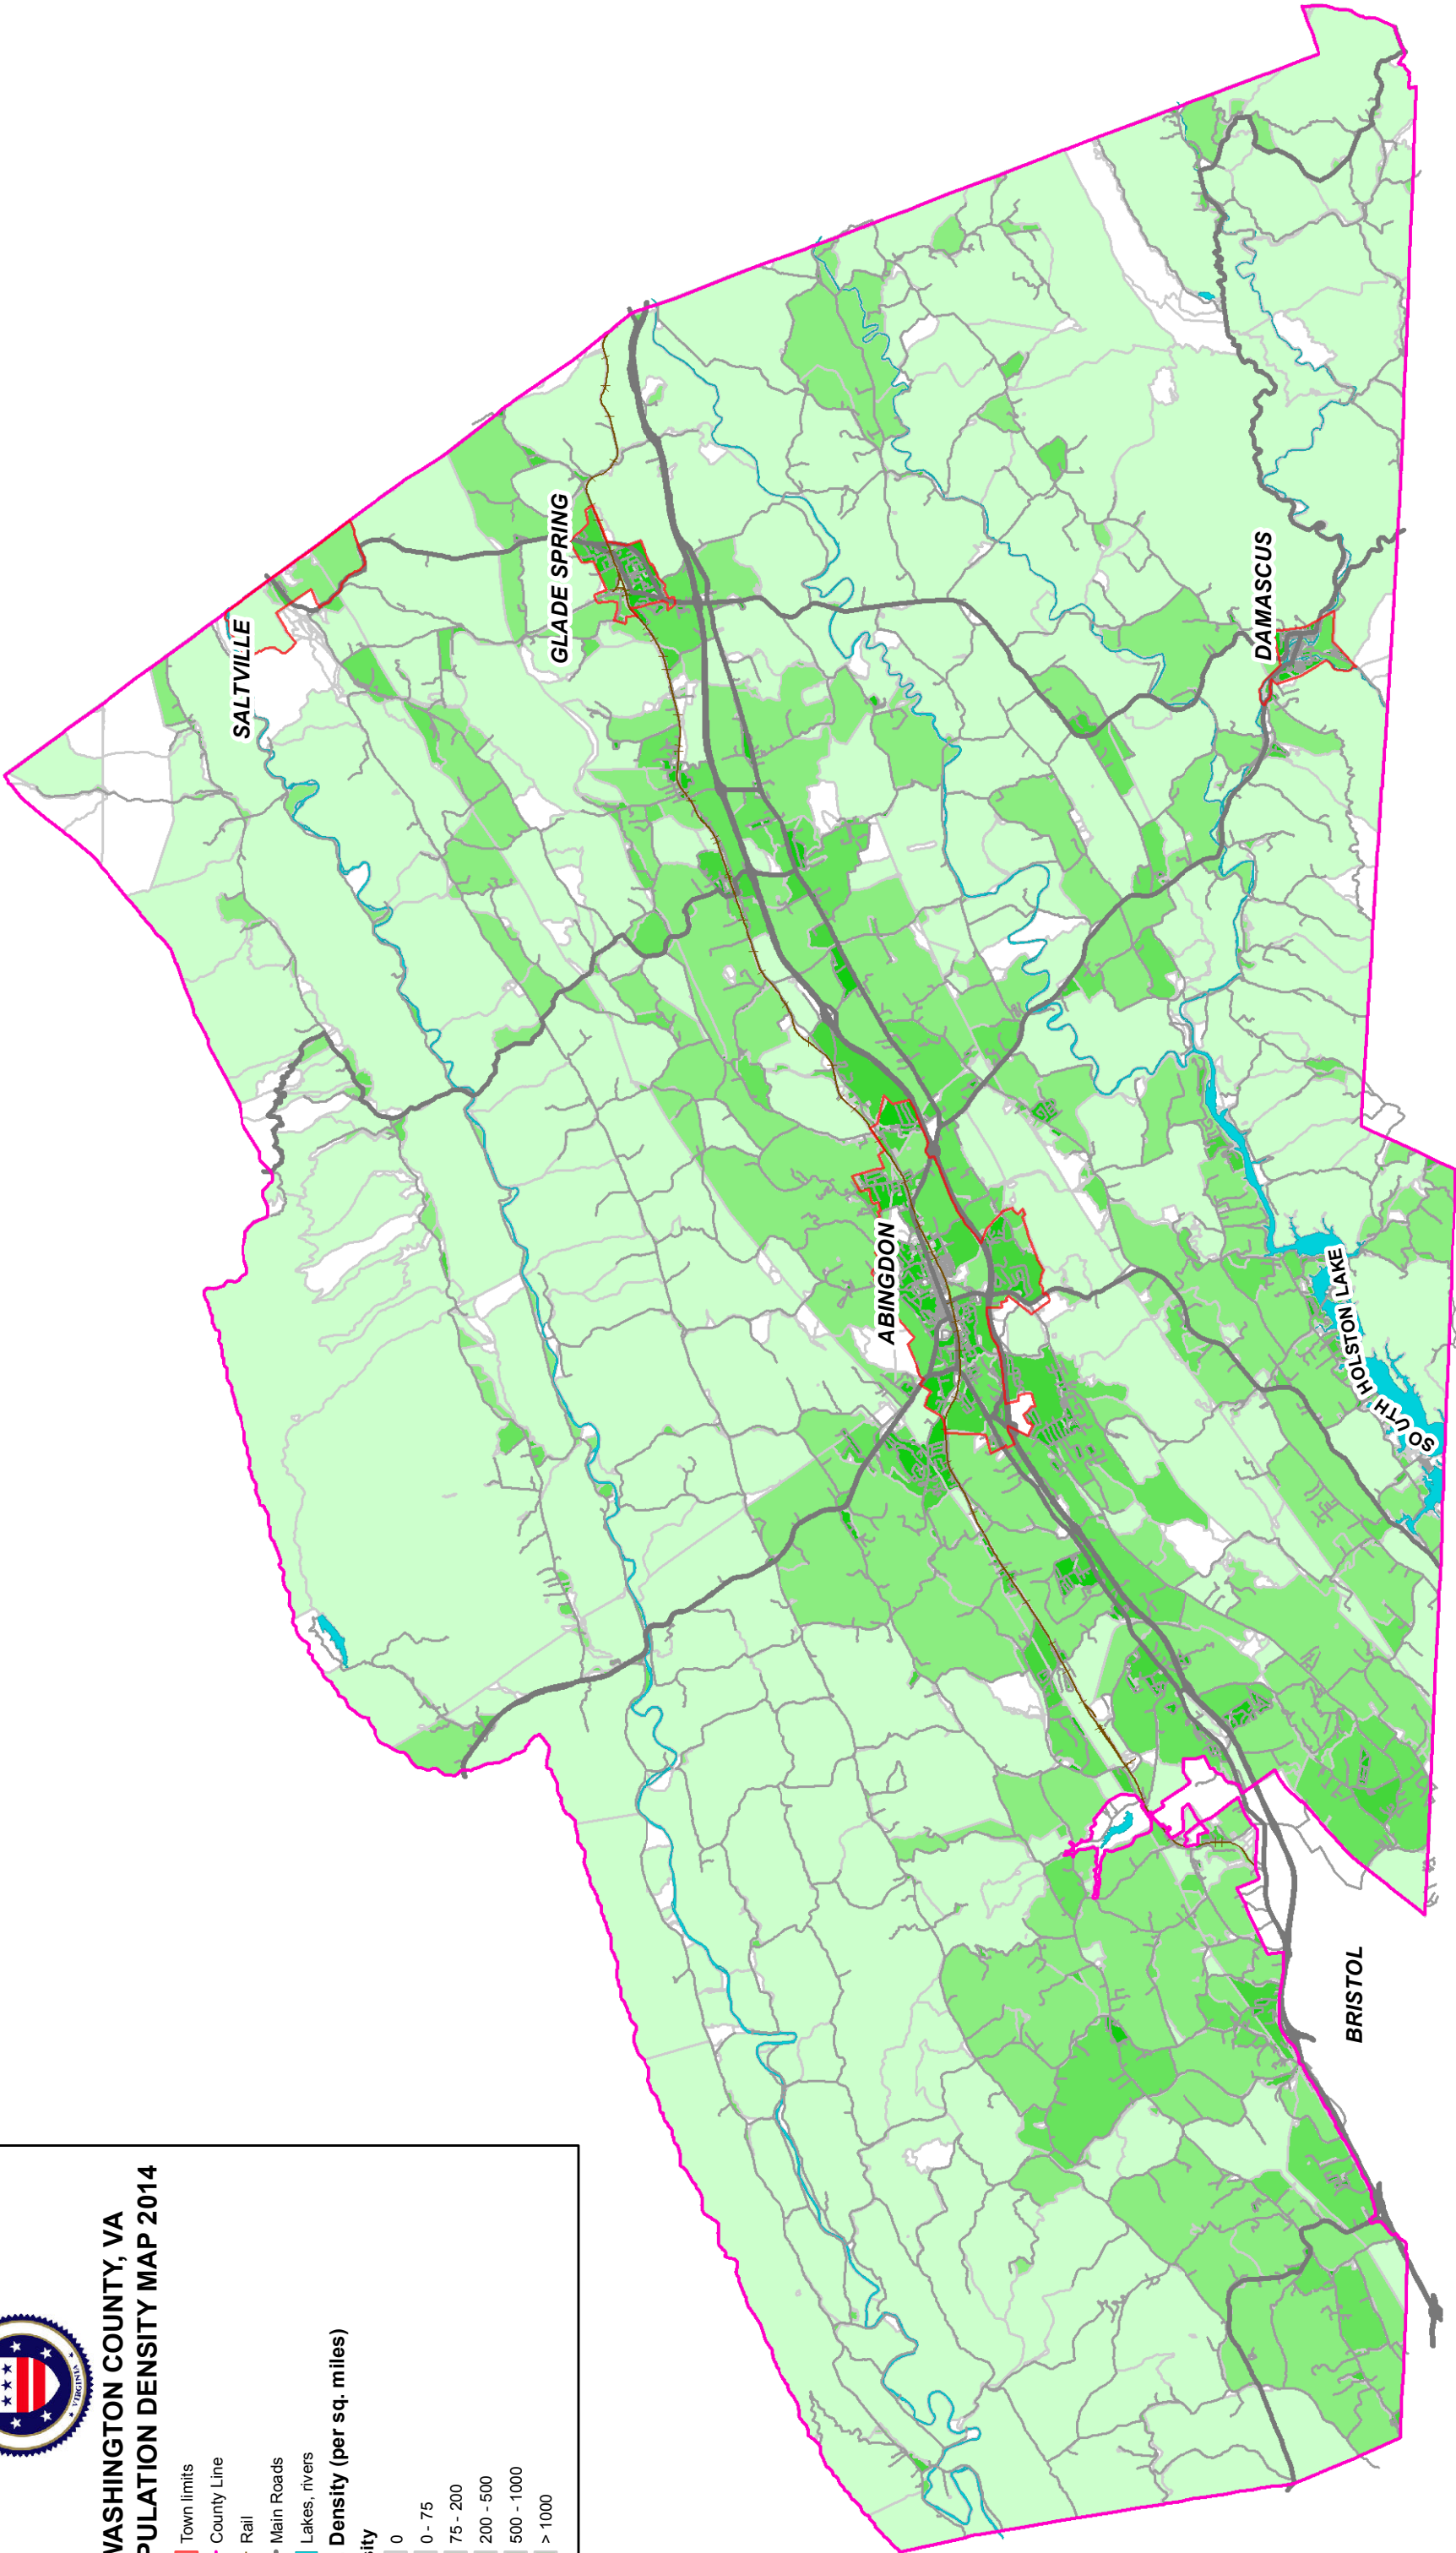 VIRGINIA
WASHINGTON COUNTY, VA
PULATION DENSITY MAP 2014
Town limits
County Line
Rail
Main Roads
Lakes, rivers
Density (per sq. miles)
sity
0
0 - 75
75 - 200
200 - 500
500 - 1000
> 1000
SALTVILLE
GLADE SPRING
DAMASCUS
ABINGDON
SOUTH HOLSTON LAKE
BRISTOL